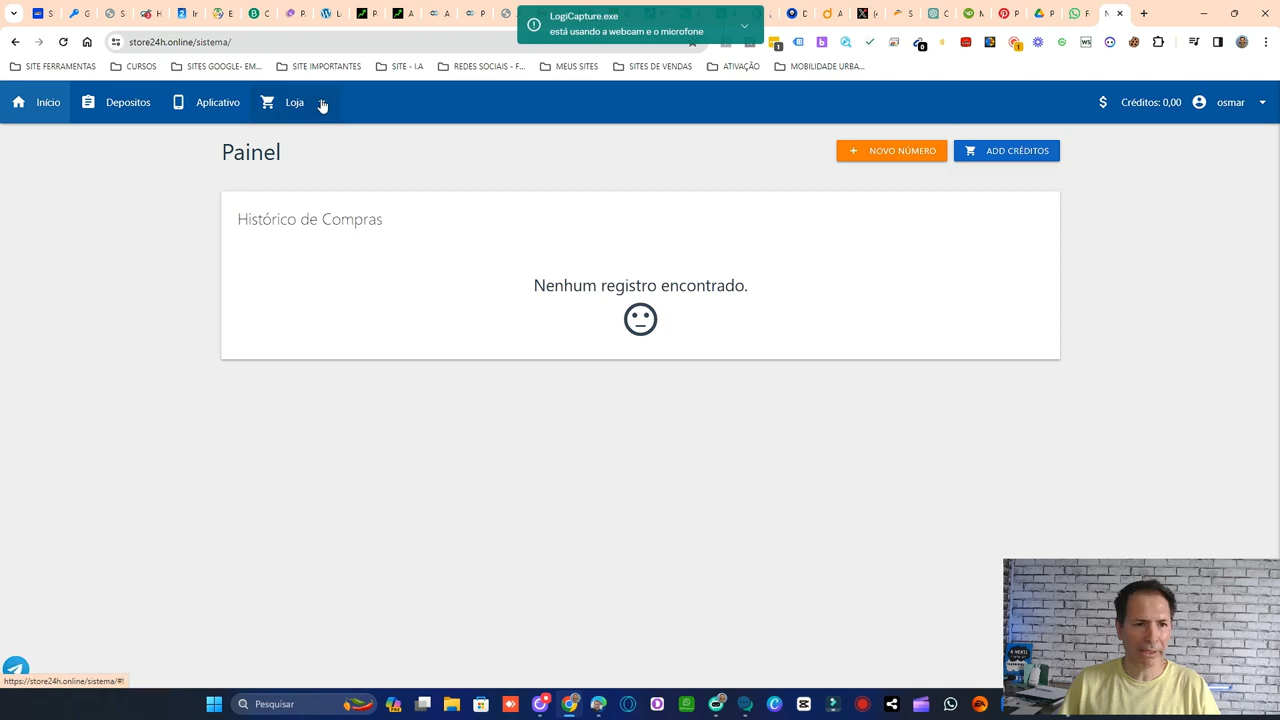 LogiCapture.exe
está usando a webcam e o microfone
store24h.online/sistema/
SITE FERRAMENTAS
CURSOS
SITES GOOGLE- EM...
SITE IMPORTANTES
SITE - I.A
REDES SOCIAIS - F...
MEUS SITES
SITES DE VENDAS
ATIVAÇÃO
MOBILIDADE URBA...
Início
Depositos
Aplicativo
Loja
Créditos: 0,00
osmar
Painel
NOVO NÚMERO
ADD CRÉDITOS
Histórico de Compras
Nenhum registro encontrado.
https://store24h.online/sistema/#!
Pesquisar